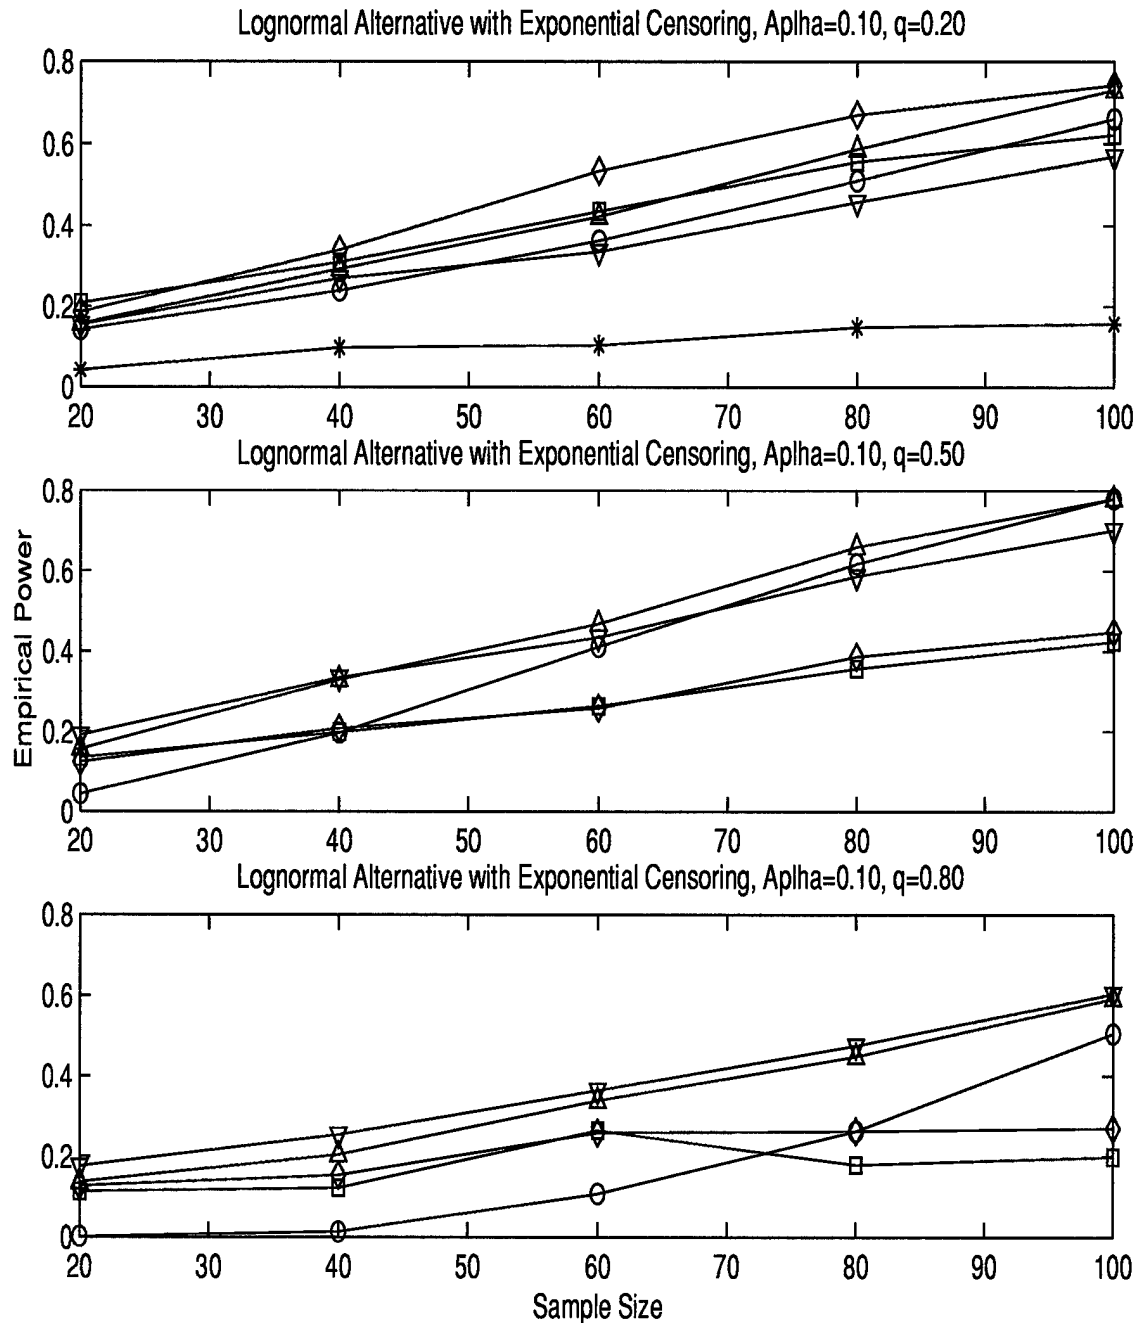 Lognormal Alternative with Exponential Censoring, Aplha=0.10, q=0.20
0.8
0.6
0.4
0.2
0
20 30 40 50 60 70 80 90 100
Lognormal Alternative with Exponential Censoring, Aplha=0.10, q=0.50
0.8
0.6
0.4
0.2
0
20 30 40 50 60 70 80 90 100
Empirical Power
Lognormal Alternative with Exponential Censoring, Aplha=0.10, q=0.80
0.8
0.6
0.4
0.2
0
20 30 40 50 60 70 80 90 100
Sample Size